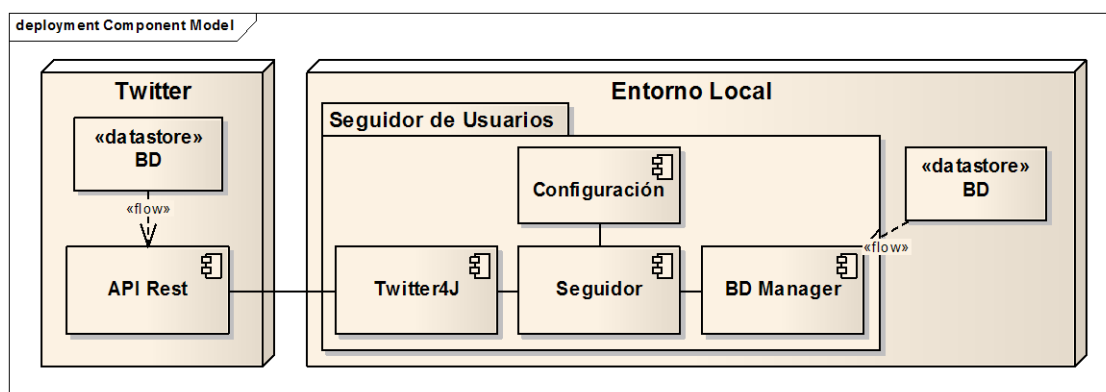 deployment Component Model
Twitter
«datastore»
BD
«flow»
API Rest
Entorno Local
Seguidor de Usuarios
Configuración
Twitter4J
Seguidor
BD Manager
«datastore»
BD
«flow»